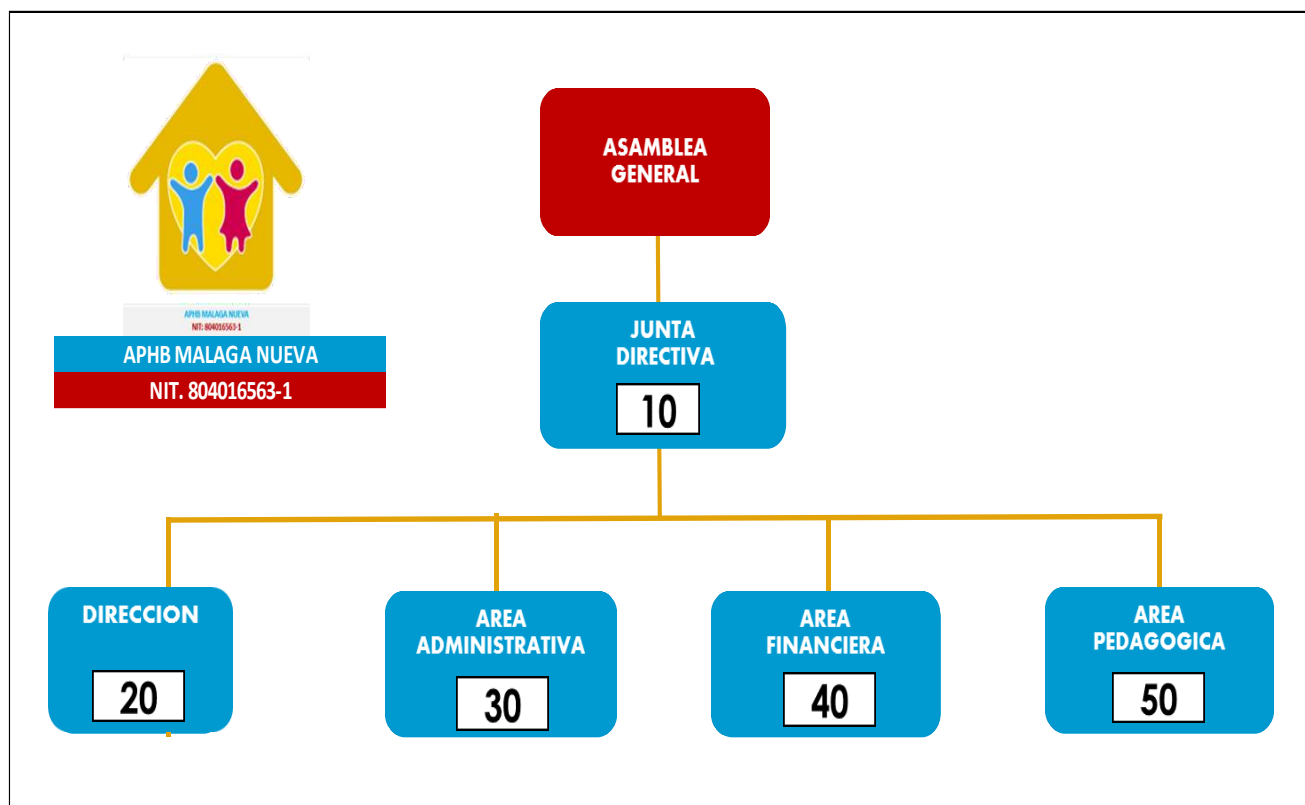 APHB MALAGA NUEVA
NIT: 804016563-1
APHB MALAGA NUEVA
NIT. 804016563-1
ASAMBLEA
GENERAL
JUNTA
DIRECTIVA
10
DIRECCION
20
AREA
ADMINISTRATIVA
30
AREA
FINANCIERA
40
AREA
PEDAGOGICA
50